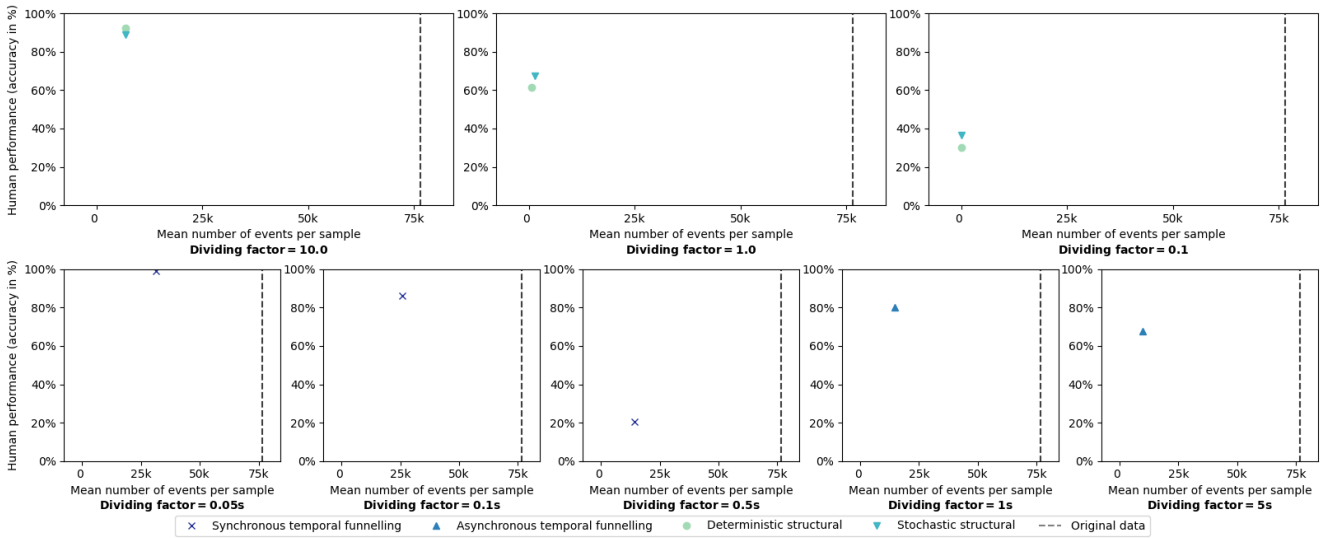 Human performance (accuracy in %)
100%
80%
60%
40%
20%
0%
0 25k 50k 75k
Mean number of events per sample
Dividing factor = 10.0
100%
80%
60%
40%
20%
0%
0 25k 50k 75k
Mean number of events per sample
Dividing factor = 1.0
100%
80%
60%
40%
20%
0%
0 25k 50k 75k
Mean number of events per sample
Dividing factor = 0.1
Human performance (accuracy in %)
100%
80%
60%
40%
20%
0%
0 25k 50k 75k
Mean number of events per sample
Dividing factor = 0.05s
100%
80%
60%
40%
20%
0%
0 25k 50k 75k
Mean number of events per sample
Dividing factor = 0.1s
100%
80%
60%
40%
20%
0%
0 25k 50k 75k
Mean number of events per sample
Dividing factor = 0.5s
100%
80%
60%
40%
20%
0%
0 25k 50k 75k
Mean number of events per sample
Dividing factor = 1s
100%
80%
60%
40%
20%
0%
0 25k 50k 75k
Mean number of events per sample
Dividing factor = 5s
Synchronous temporal funnelling Asynchronous temporal funnelling Deterministic structural Stochastic structural Original data